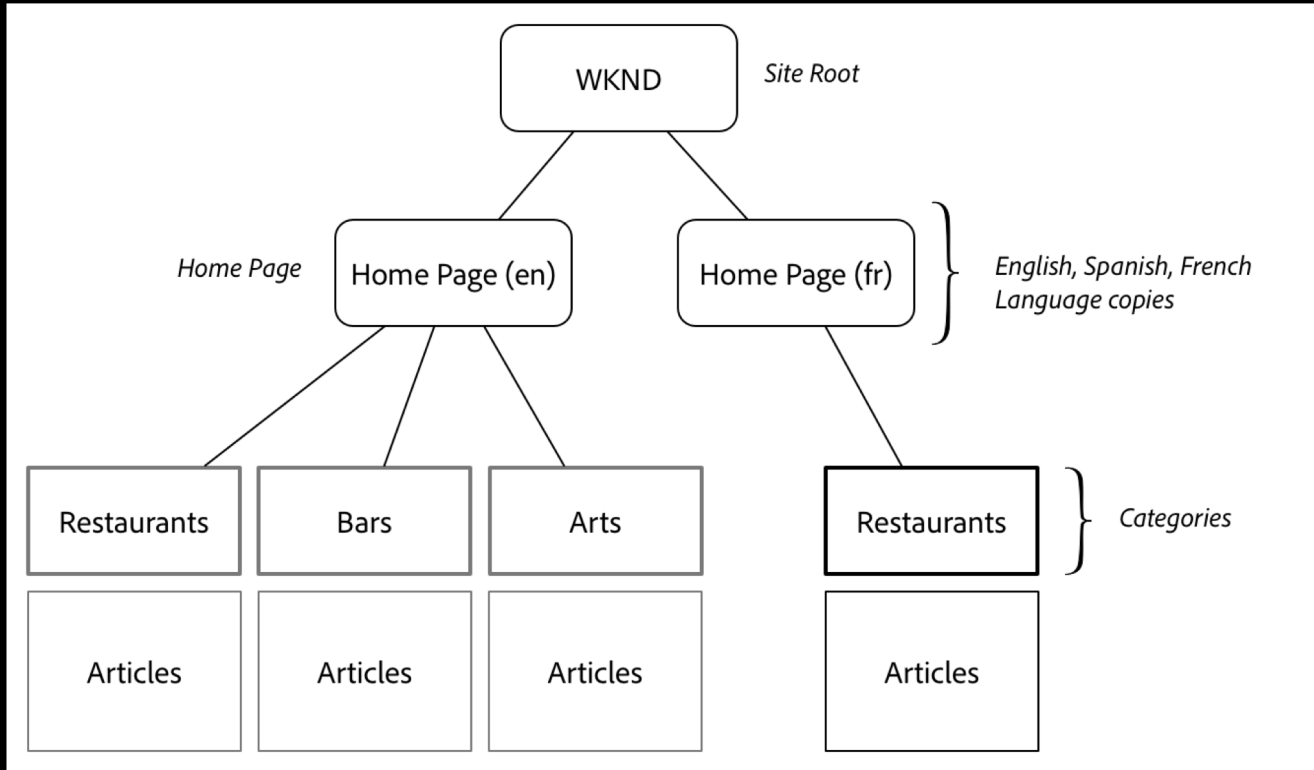 WKND
Site Root
Home Page
Home Page (en)
Home Page (fr)
English, Spanish, French
Language copies
Restaurants
Bars
Arts
Restaurants
Categories
Articles
Articles
Articles
Articles